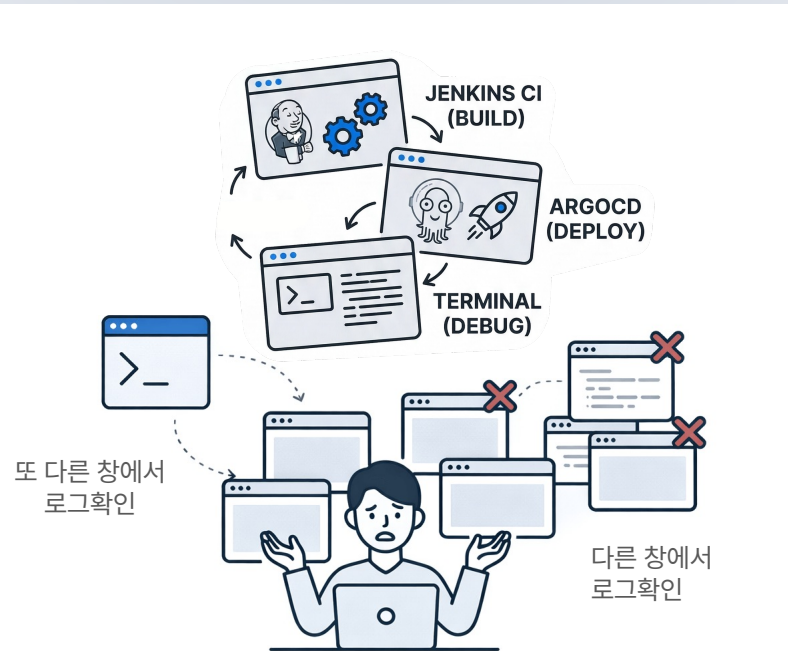 JENKINS CI
(BUILD)
ARGOCD
(DEPLOY)
TERMINAL
(DEBUG)
또 다른 창에서
로그확인
다른 창에서
로그확인